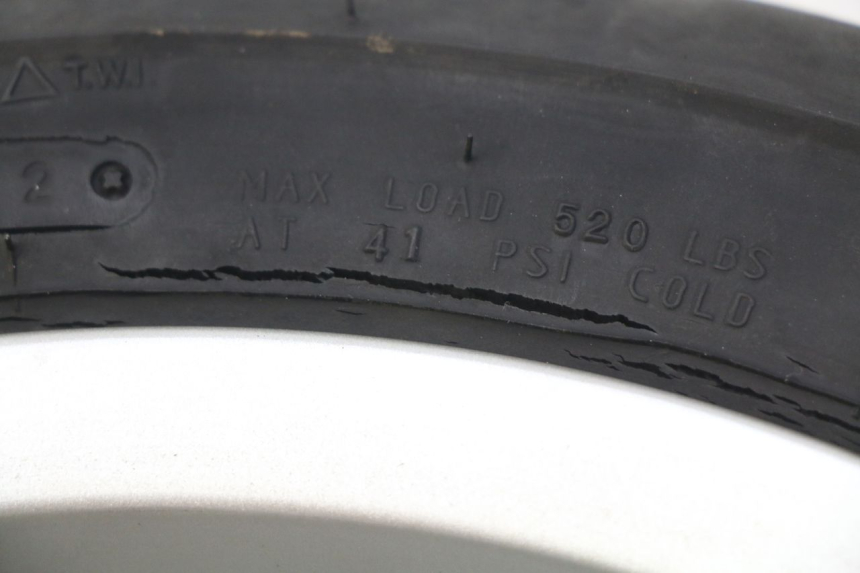 △ T.W.I
2
MAX LOAD 520 LBS
AT 41 PSI COLD